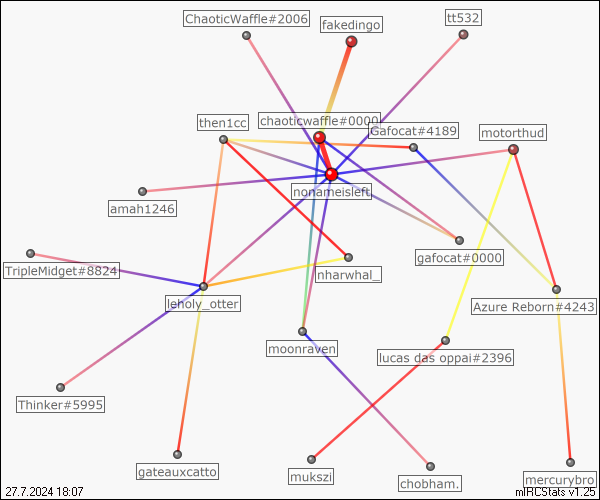 ChaoticWaffle#2006
tt532
fakedingo
then1cc
chaoticwaffle#0000
Gafocat#4189
motorthud
nonameisleft
amah1246
gafocat#0000
TripleMidget#8824
nharwhal_
leholy_otter
Azure Reborn#4243
moonraven
lucas das oppai#2396
Thinker#5995
gateauxcatto
mukszi
chobham.
mercurybro
27.7.2024 18:07
mIRCStats v1.25